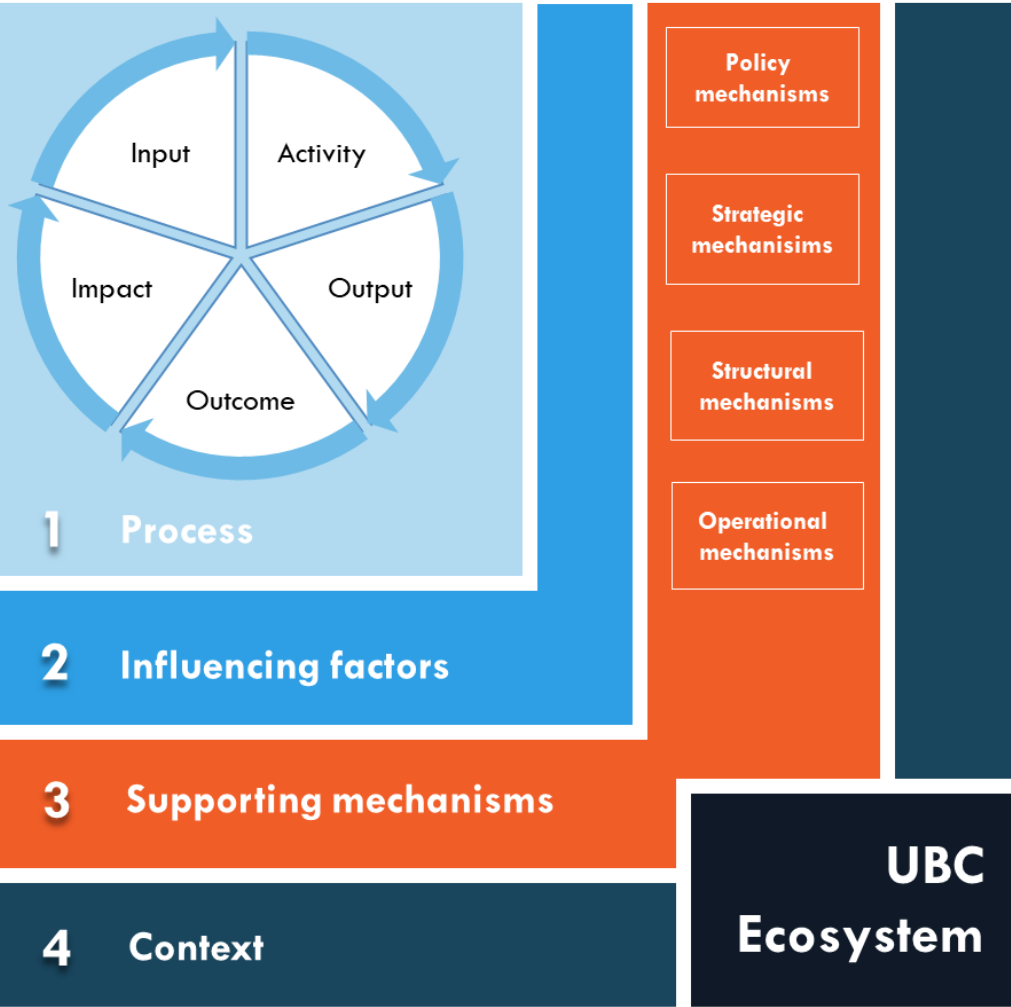 Input
Activity
Impact
Output
Outcome
1 Process
2 Influencing factors
3 Supporting mechanisms
4 Context
Policy
mechanisms
Strategic
mechanisims
Structural
mechanisms
Operational
mechanisms
UBC
Ecosystem